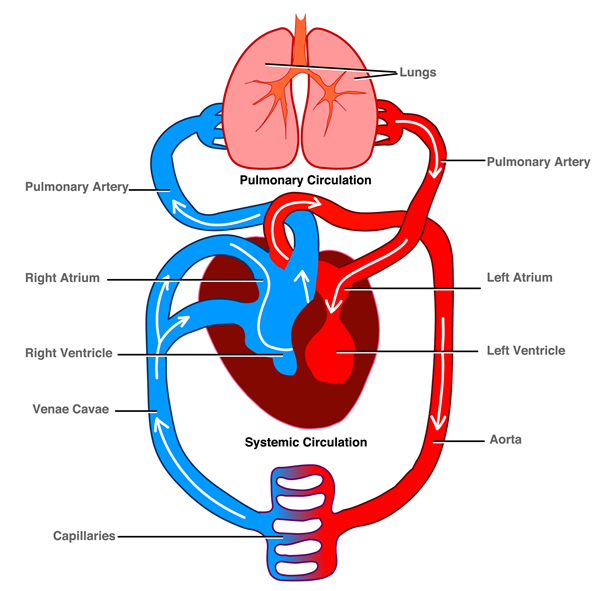 Lungs
Pulmonary Artery
Pulmonary Circulation
Pulmonary Artery
Right Atrium
Left Atrium
Right Ventricle
Left Ventricle
Venae Cavae
Systemic Circulation
Aorta
Capillaries